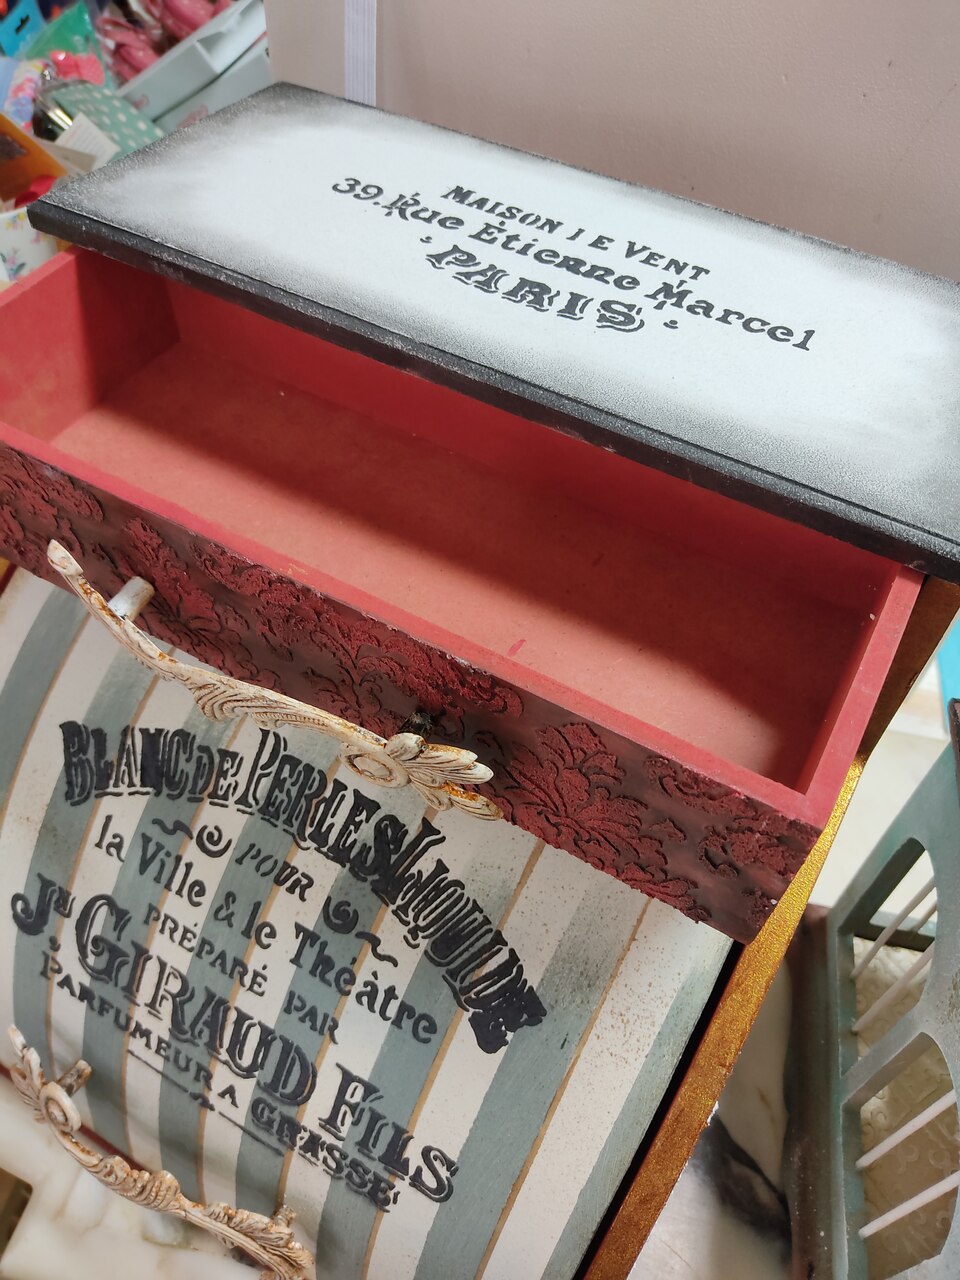 MAISON 1 E VENT
39. Rue Étienne Marcel
PARIS
BLANC DE PERLES LIQUIDE
POUR
la Ville & le Théâtre
PRÉPARÉ PAR
Jn GIRAUD FILS
PARFUMEUR A GRASSE